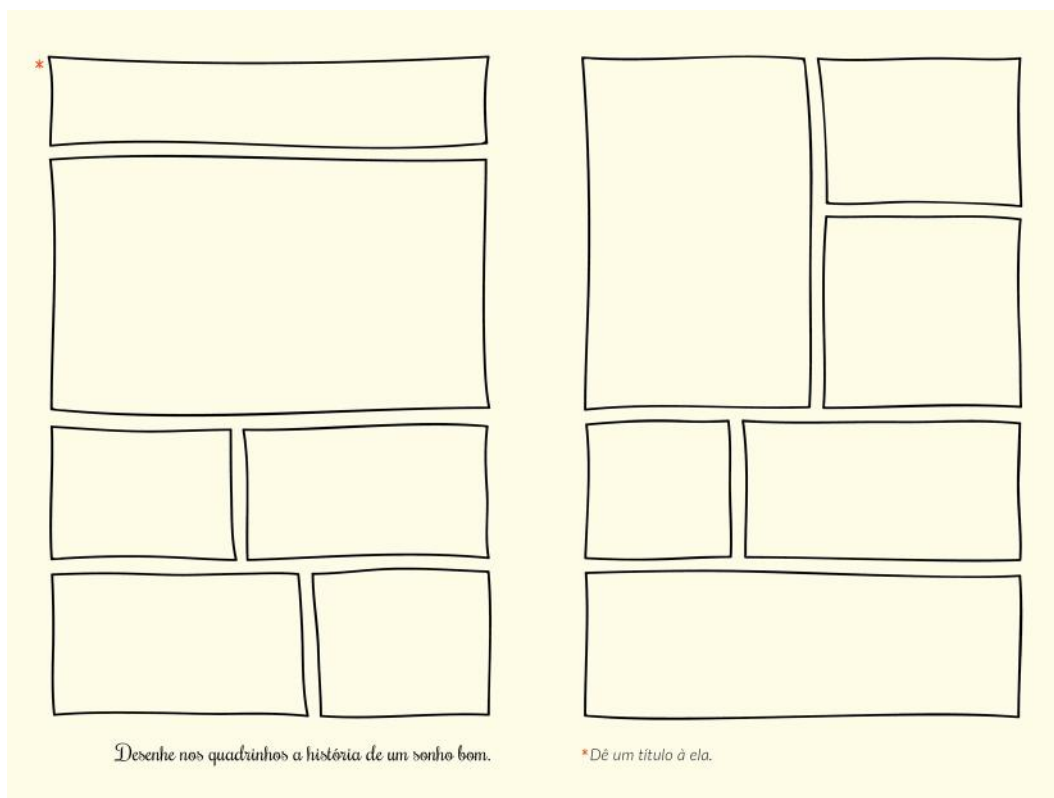 *
Desenhe nos quadrinhos a história de um sonho bom.
*Dê um título à ela.